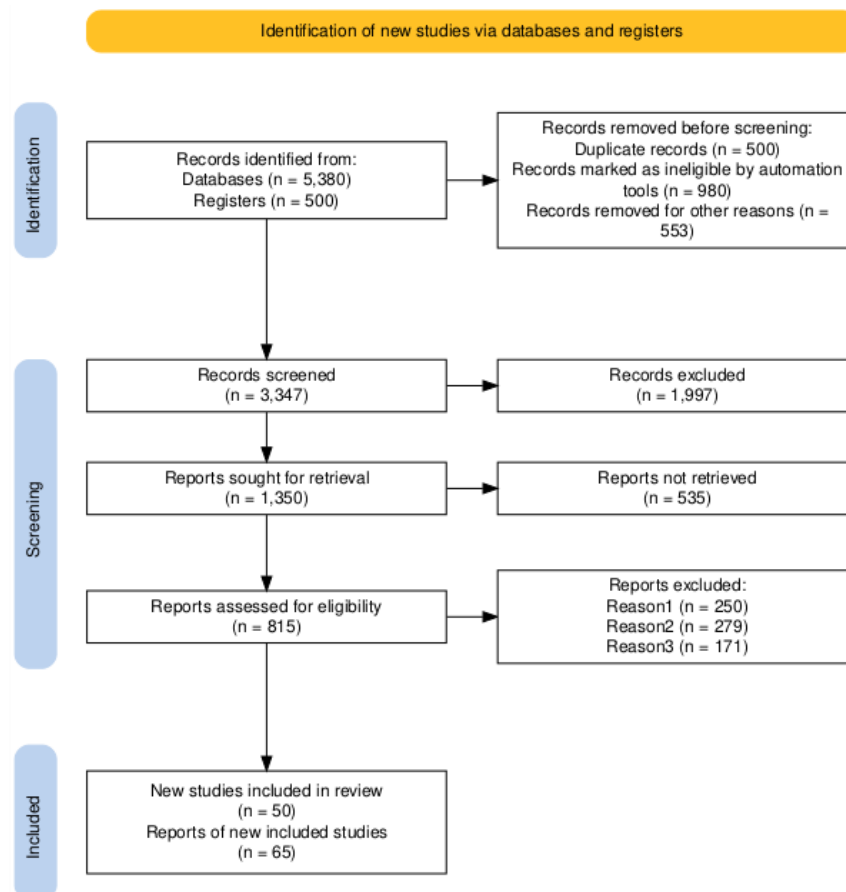 Identification of new studies via databases and registers
Identification
Records identified from:
Databases (n = 5,380)
Registers (n = 500)
Records removed before screening:
Duplicate records (n = 500)
Records marked as ineligible by automation
tools (n = 980)
Records removed for other reasons (n =
553)
Screening
Records screened
(n = 3,347)
Records excluded
(n = 1,997)
Reports sought for retrieval
(n = 1,350)
Reports not retrieved
(n = 535)
Reports assessed for eligibility
(n = 815)
Reports excluded:
Reason1 (n = 250)
Reason2 (n = 279)
Reason3 (n = 171)
Included
New studies included in review
(n = 50)
Reports of new included studies
(n = 65)